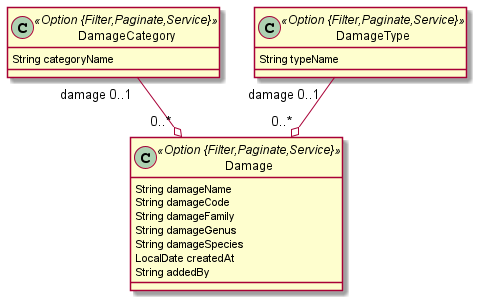 C «Option {Filter,Paginate,Service}»
DamageCategory
String categoryName
C «Option {Filter,Paginate,Service}»
DamageType
String typeName
damage 0..1
damage 0..1
0..*
0..*
C «Option {Filter,Paginate,Service}»
Damage
String damageName
String damageCode
String damageFamily
String damageGenus
String damageSpecies
LocalDate createdAt
String addedBy